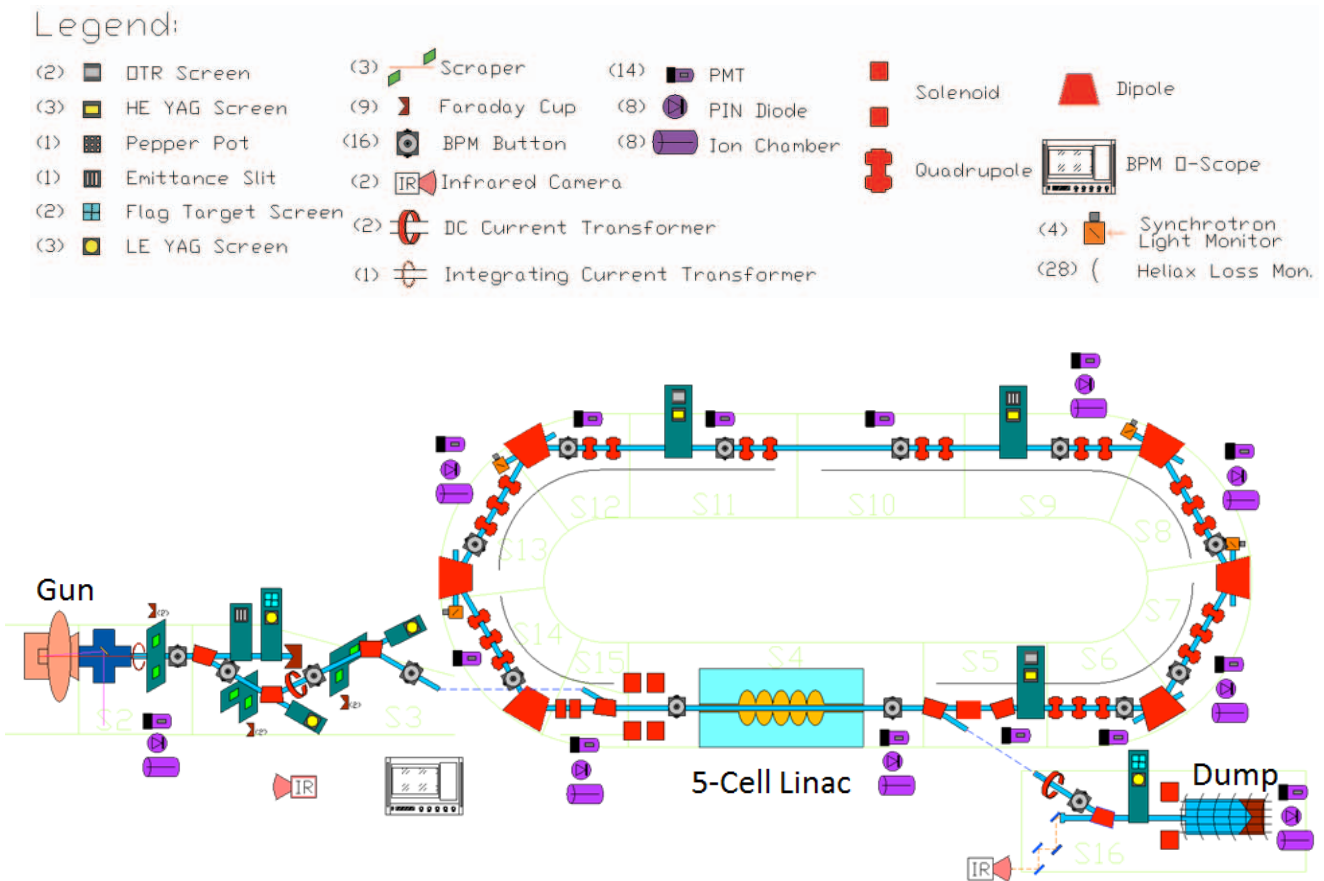 Legend:
(2) OTR Screen
(3) HE YAG Screen
(1) Pepper Pot
(1) Emittance Slit
(2) Flag Target Screen
(3) LE YAG Screen
(3) Scraper
(9) Faraday Cup
(16) BPM Button
(2) IR Infrared Camera
(2) DC Current Transformer
(1) Integrating Current Transformer
(14) PMT
(8) PIN Diode
(8) Ion Chamber
Solenoid
Quadrupole
Dipole
BPM O-Scope
(4) Synchrotron
Light Monitor
(28) Heliax Loss Mon.
S12
S11
S10
S9
S8
S13
S7
Gun
(2)
S14
S15
S4
S5
S6
S2
(2)
(2)
S3
IR
5-Cell Linac
Dump
S16
IR